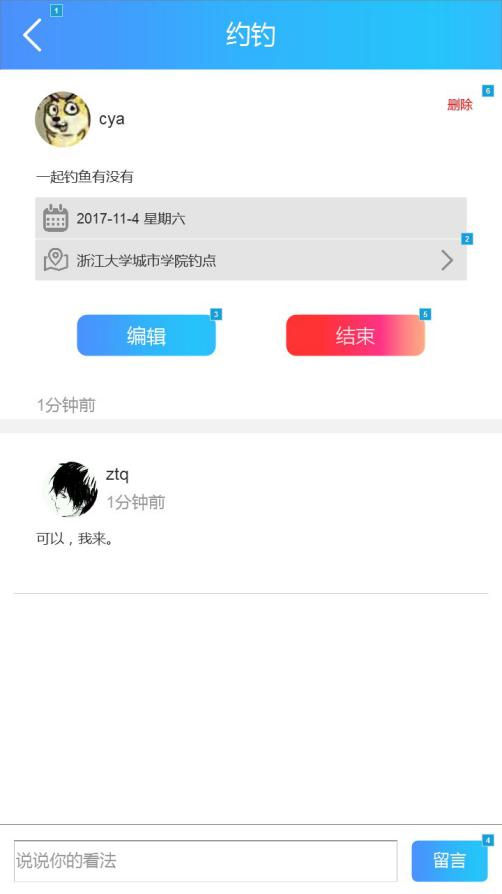 1
约钓
6
删除
cya
一起钓鱼有没有
2017-11-4 星期六
2
浙江大学城市学院钓点
3
编辑
5
结束
1分钟前
ztq
1分钟前
可以，我来。
4
说说你的看法
留言